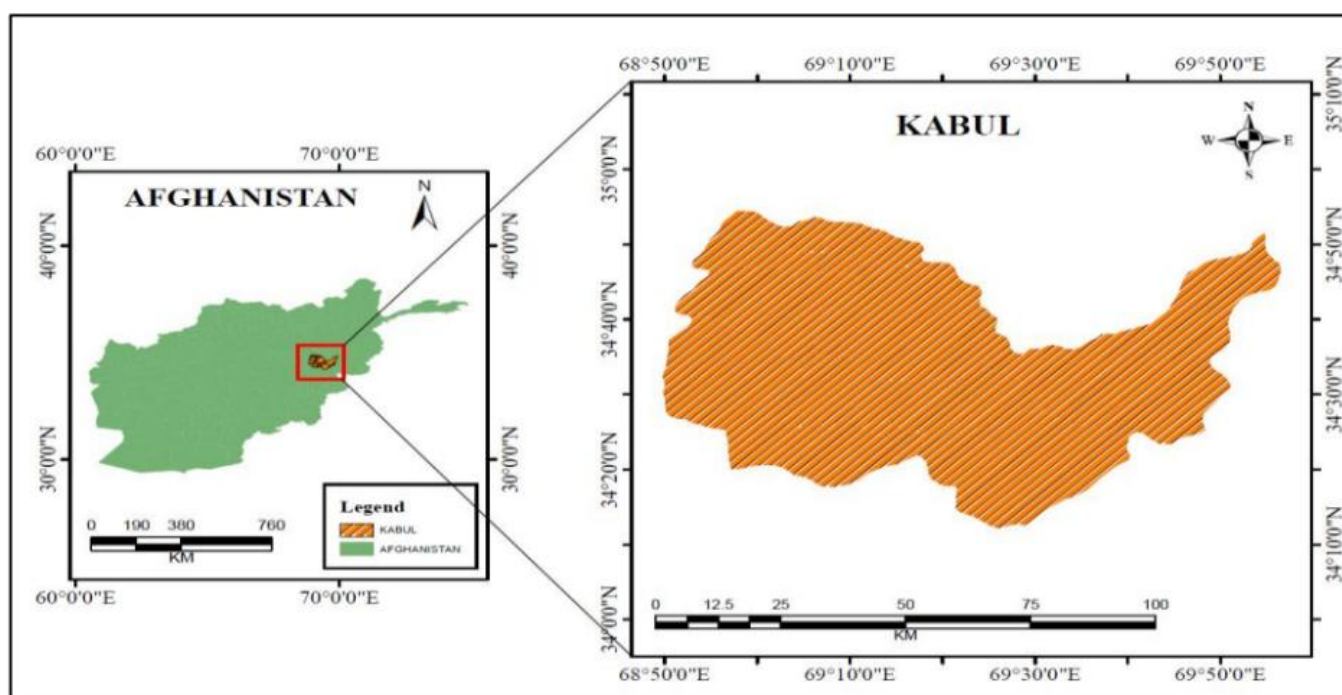 60°0'0"E 70°0'0"E
AFGHANISTAN
N
40°0'0"N
40°0'0"N
30°0'0"N
30°0'0"N
Legend
KABUL
AFGHANISTAN
0 190 380 760
KM
60°0'0"E 70°0'0"E
68°50'0"E 69°10'0"E 69°30'0"E 69°50'0"E
KABUL
N
W E
S
35°0'0"N
34°40'0"N
34°20'0"N
34°0'0"N
35°10'0"N
34°50'0"N
34°30'0"N
34°10'0"N
0 12.5 25 50 75 100
KM
68°50'0"E 69°10'0"E 69°30'0"E 69°50'0"E